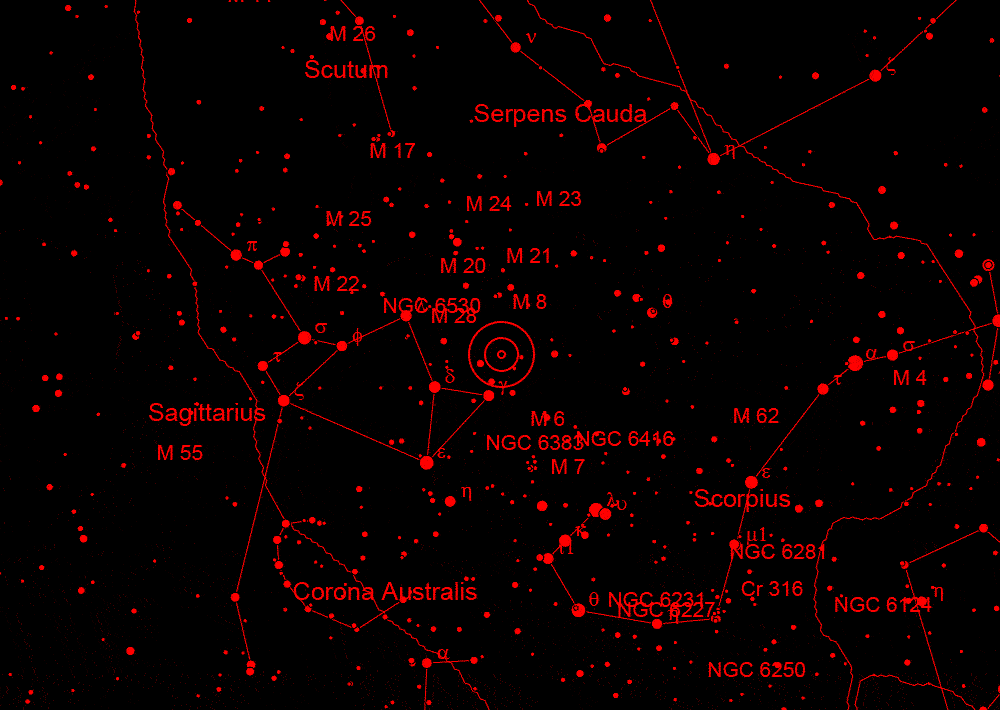 M 26
ν
ξ
Scutum
Serpens Cauda
M 17
η
M 24
M 23
M 25
π
M 20
M 21
M 22
NGC 6530
λ
M 8
θ
M 28
σ
φ
σ
τ
α
δ
M 4
τ
γ
ζ
Sagittarius
M 6
M 62
NGC 6383
NGC 6416
M 55
ε
M 7
ε
η
Scorpius
λ
υ
κ
μ1
ι1
NGC 6281
Corona Australis
Cr 316
η
θ
NGC 6231
NGC 6124
NGC 6227
η
α
NGC 6250